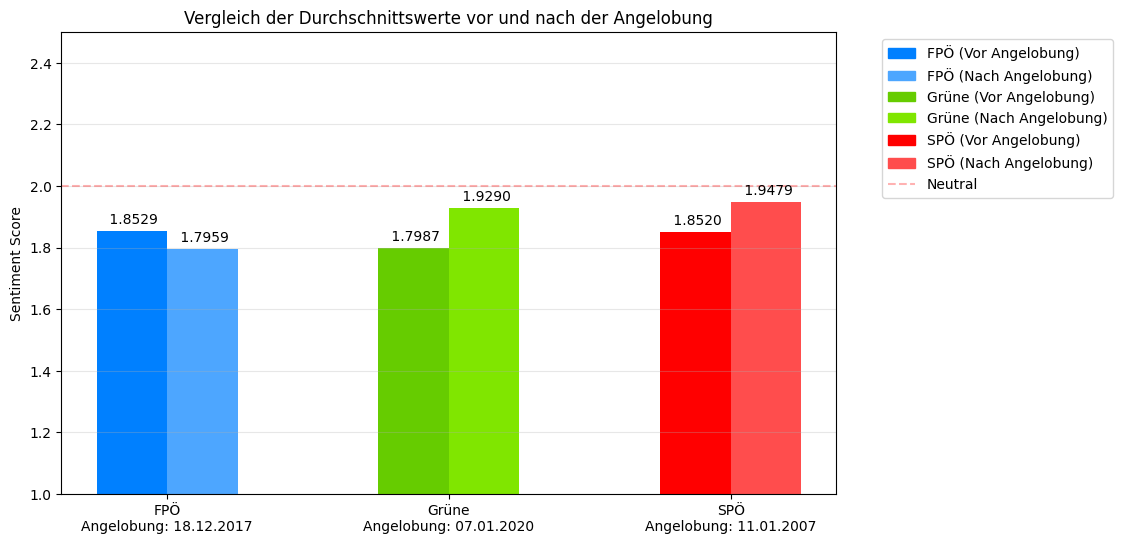 Vergleich der Durchschnittswerte vor und nach der Angelobung
Sentiment Score
2.4
2.2
2.0
1.8
1.6
1.4
1.2
1.0
1.8529
1.7959
1.7987
1.9290
1.8520
1.9479
FPÖ
Angelobung: 18.12.2017
Grüne
Angelobung: 07.01.2020
SPÖ
Angelobung: 11.01.2007
FPÖ (Vor Angelobung)
FPÖ (Nach Angelobung)
Grüne (Vor Angelobung)
Grüne (Nach Angelobung)
SPÖ (Vor Angelobung)
SPÖ (Nach Angelobung)
Neutral